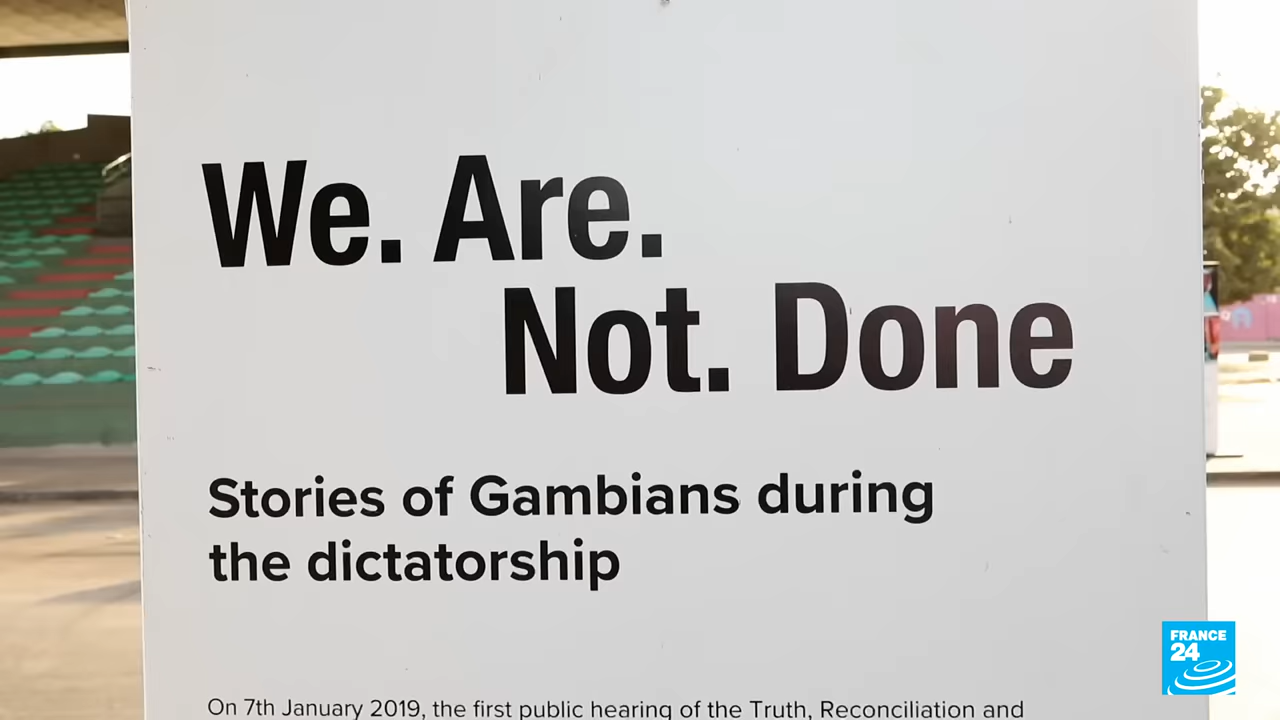 We. Are.
Not. Done
Stories of Gambians during
the dictatorship
On 7th January 2019, the first public hearing of the Truth, Reconciliation and
FRANCE
24